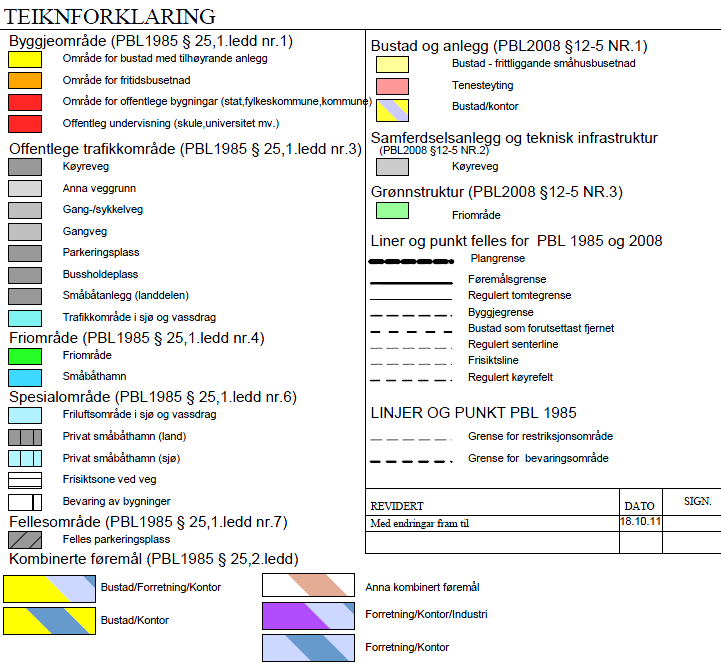 TEIKNFORKLARING
Byggjeområde (PBL1985 § 25,1.ledd nr.1)
Område for bustad med tilhøyrande anlegg
Område for fritidsbusetnad
Område for offentlege bygningar (stat,fylkeskommune,kommune)
Offentleg undervisning (skule,universitet mv.)
Offentlege trafikkområde (PBL1985 § 25,1.ledd nr.3)
Køyreveg
Anna veggrunn
Gang-/sykkelveg
Gangveg
Parkeringsplass
Bussholdeplass
Småbåtanlegg (landdelen)
Trafikkområde i sjø og vassdrag
Friområde (PBL1985 § 25,1.ledd nr.4)
Friområde
Småbåthamn
Spesialområde (PBL1985 § 25,1.ledd nr.6)
Friluftsområde i sjø og vassdrag
Privat småbåthamn (land)
Privat småbåthamn (sjø)
Frisiktsone ved veg
Bevaring av bygninger
Fellesområde (PBL1985 § 25,1.ledd nr.7)
Felles parkeringsplass
Kombinerte føremål (PBL1985 § 25,2.ledd)
Bustad/Forretning/Kontor
Bustad/Kontor
Anna kombinert føremål
Forretning/Kontor/Industri
Forretning/Kontor
Bustad og anlegg (PBL2008 §12-5 NR.1)
Bustad - frittliggande småhusbusetnad
Tenesteyting
Bustad/kontor
Samferdselsanlegg og teknisk infrastruktur
(PBL2008 §12-5 NR.2)
Køyreveg
Grønnstruktur (PBL2008 §12-5 NR.3)
Friområde
Liner og punkt felles for PBL 1985 og 2008
Plangrense
Føremålsgrense
Regulert tomtegrense
Byggjegrense
Bustad som forutsettast fjernet
Regulert senterline
Frisiktsline
Regulert køyrefelt
LINJER OG PUNKT PBL 1985
Grense for restriksjonsområde
Grense for bevaringsområde
REVIDERT DATO SIGN.
Med endringar fram til 18.10.11